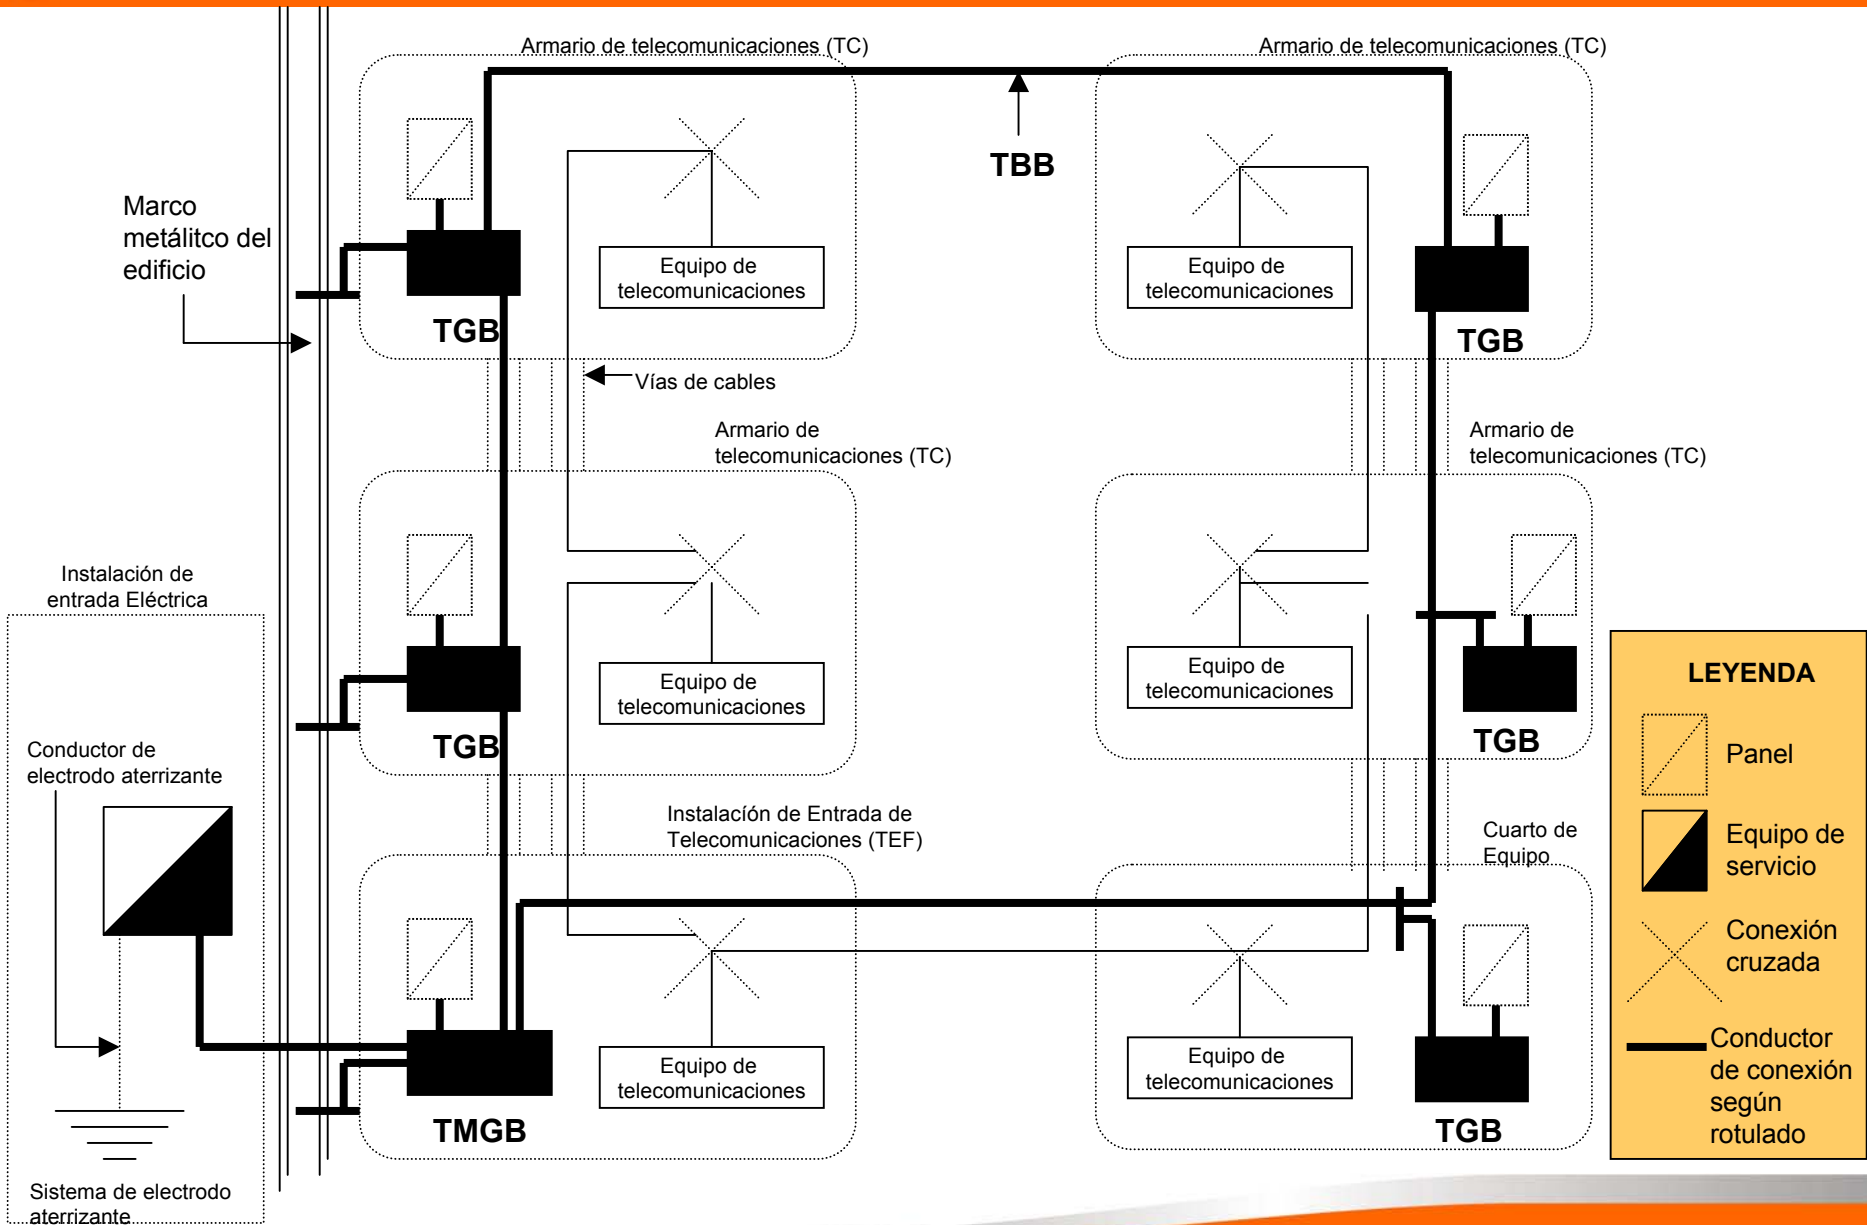 Armario de telecomunicaciones (TC)
Armario de telecomunicaciones (TC)
TBB
Marco
metálitco del
edificio
Equipo de
telecomunicaciones
Equipo de
telecomunicaciones
TGB
TGB
Vías de cables
Armario de
telecomunicaciones (TC)
Armario de
telecomunicaciones (TC)
Instalación de
entrada Eléctrica
Equipo de
telecomunicaciones
Equipo de
telecomunicaciones
TGB
TGB
Conductor de
electrodo aterrizante
Instalacíón de Entrada de
Telecomunicaciones (TEF)
Cuarto de
Equipo
Equipo de
telecomunicaciones
Equipo de
telecomunicaciones
TMGB
TGB
Sistema de electrodo
aterrizante
LEYENDA
Panel
Equipo de
servicio
Conexión
cruzada
Conductor
de conexión
según
rotulado